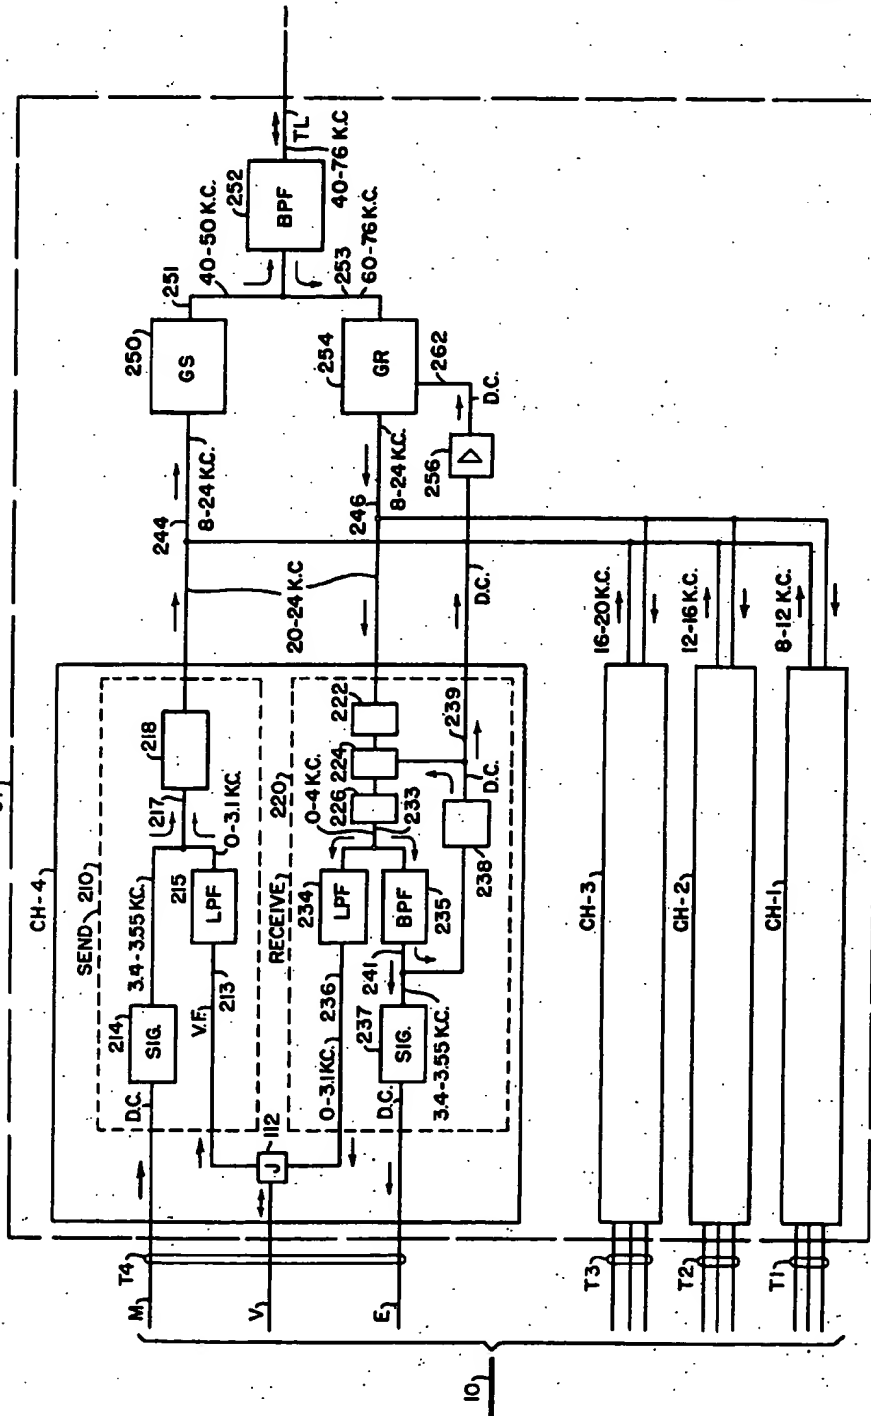 CH-4
SEND
210
D.C.
214
SIG.
3.4-3.55 KC.
217
218
V.F.
213
215
LPF
0-3.1 KC.
244
8-24 K.C.
250
GS
251
40-50 K.C.
252
BPF
TL
40-76 K.C
253
60-76 K.C.
254
GR
262
D.C.
256
246
8-24 K.C.
20-24 K.C
RECEIVE
220
0-4 K.C.
226
224
222
233
234
LPF
BPF
235
236
0-3.1 KC.
241
237
SIG.
D.C.
3.4-3.55 K.C.
238
D.C.
239
D.C.
112
J
T4
M
V
E
10
T3
CH-3
16-20 K.C.
T2
CH-2
12-16 K.C.
T1
CH-1
8-12 K.C.